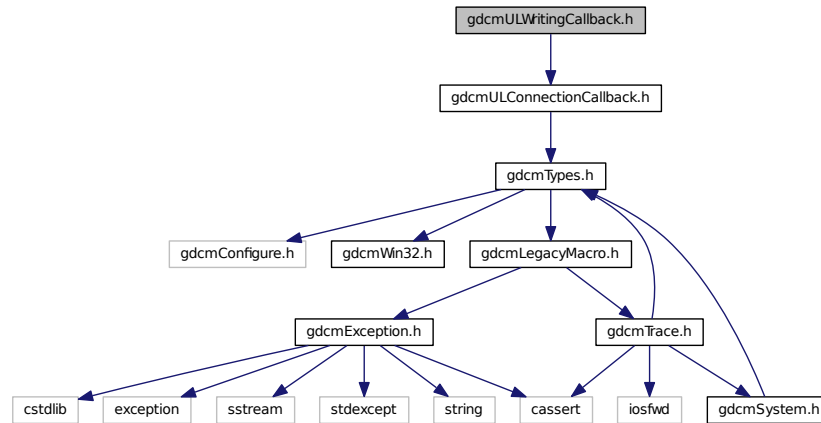 gdcmULWritingCallback.h
gdcmULConnectionCallback.h
gdcmTypes.h
gdcmConfigure.h
gdcmWin32.h
gdcmLegacyMacro.h
gdcmException.h
gdcmTrace.h
cstdlib
exception
sstream
stdexcept
string
cassert
iosfwd
gdcmSystem.h